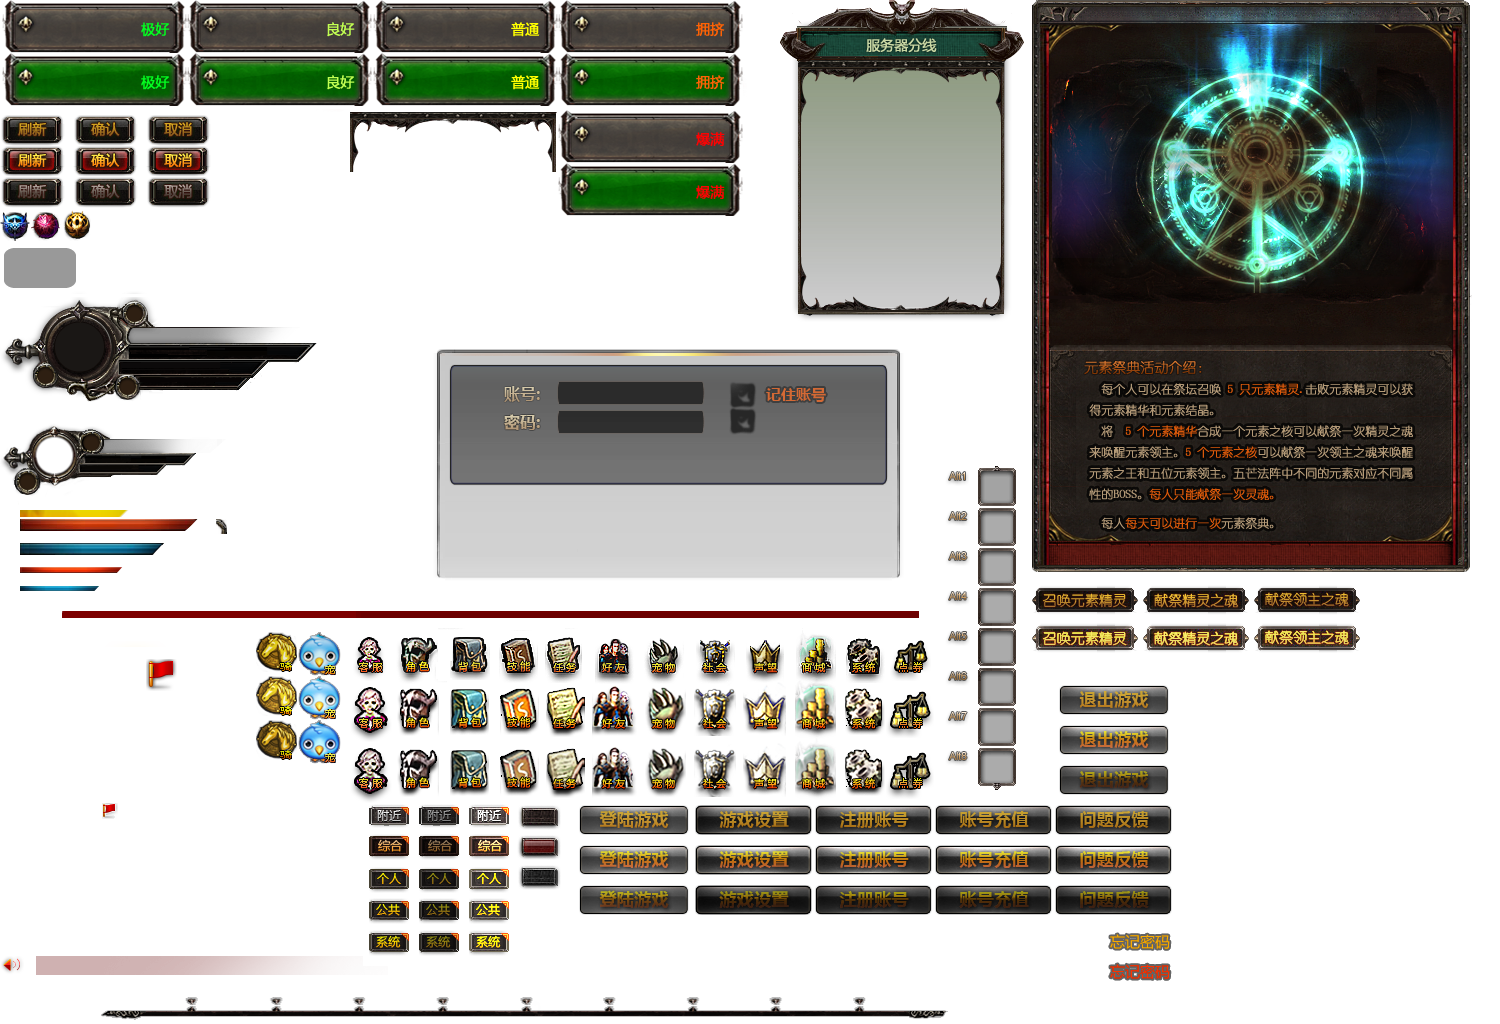 极好 良好 普通 拥挤
极好 良好 普通 拥挤
爆满
爆满
刷新 确认 取消
刷新 确认 取消
刷新 确认 取消
服务器分线
账号: 记住账号
密码:
元素祭典活动介绍:
每个人可以在祭坛召唤 5 只元素精灵.击败元素精灵可以获
得元素精华和元素结晶。
将 5 个元素精华合成一个元素之核可以献祭一次精灵之魂
来唤醒元素领主。5 个元素之核可以献祭一次领主之魂来唤醒
元素之王和五位元素领主。五芒法阵中不同的元素对应不同属
性的BOSS。每人只能献祭一次灵魂。
每人每天可以进行一次元素祭典。
召唤元素精灵 献祭精灵之魂 献祭领主之魂
召唤元素精灵 献祭精灵之魂 献祭领主之魂
Alt1
Alt2
Alt3
Alt4
Alt5
Alt6
Alt7
Alt8
骑 宠 客服 角色 背包 技能 任务 好友 宠物 社会 声望 商城 系统 点券
骑 宠 客服 角色 背包 技能 任务 好友 宠物 社会 声望 商城 系统 点券
骑 宠 客服 角色 背包 技能 任务 好友 宠物 社会 声望 商城 系统 点券
退出游戏
退出游戏
退出游戏
附近 附近 附近
综合 综合 综合
个人 个人 个人
公共 公共 公共
系统 系统 系统
登陆游戏 游戏设置 注册账号 账号充值 问题反馈
登陆游戏 游戏设置 注册账号 账号充值 问题反馈
登陆游戏 游戏设置 注册账号 账号充值 问题反馈
忘记密码
忘记密码